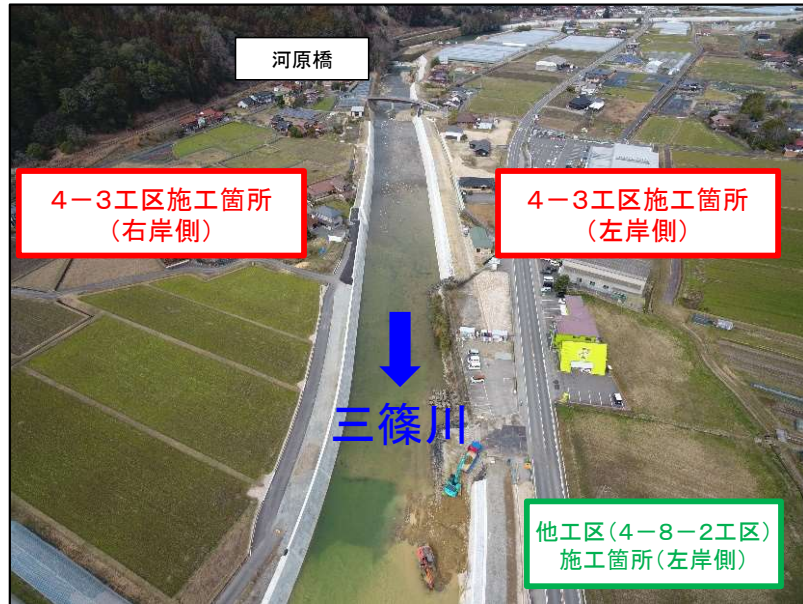 河原橋
4-3工区施工箇所
(右岸側)
4-3工区施工箇所
(左岸側)
三篠川
他工区(4-8-2工区)
施工箇所(左岸側)